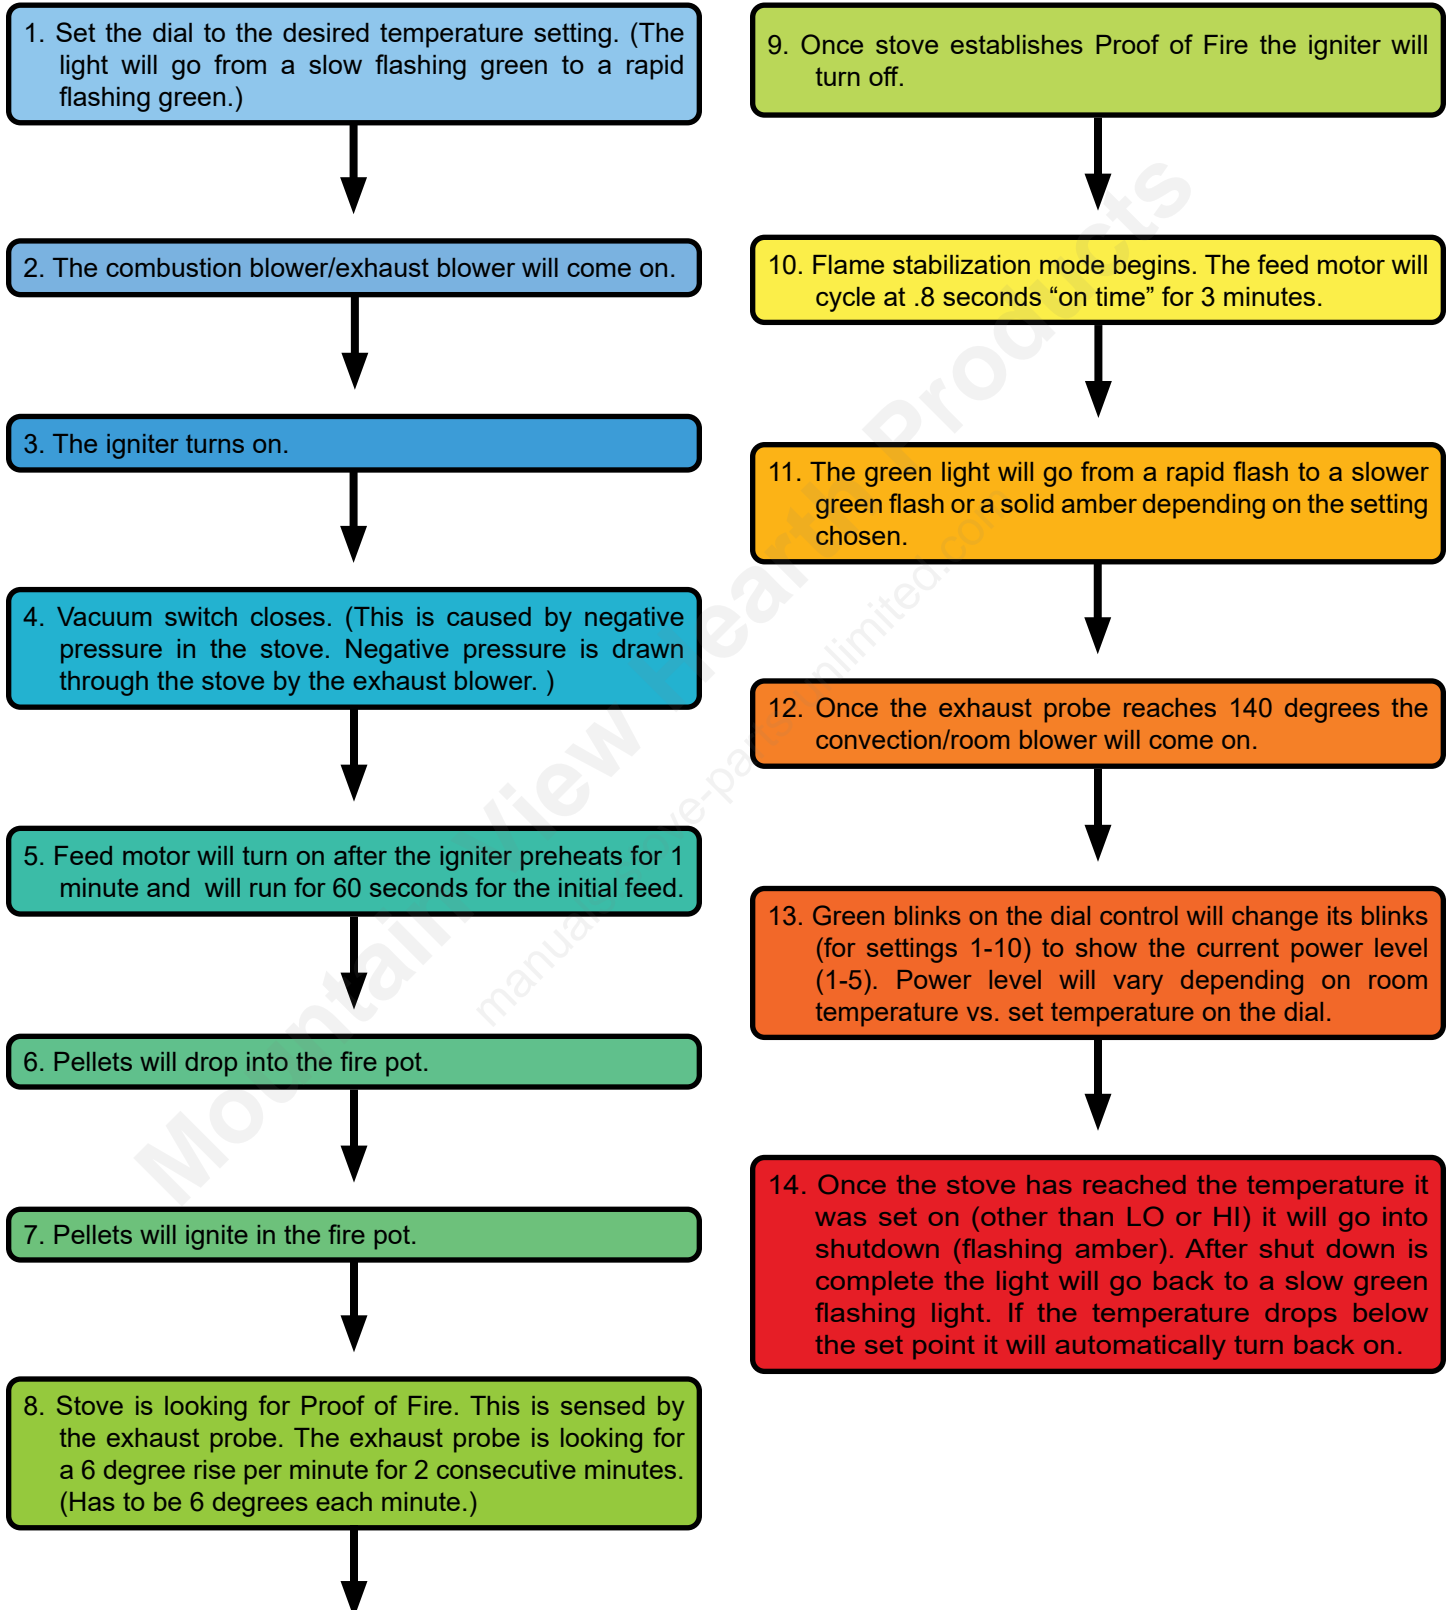 1. Set the dial to the desired temperature setting. (The
light will go from a slow flashing green to a rapid
flashing green.)
2. The combustion blower/exhaust blower will come on.
3. The igniter turns on.
4. Vacuum switch closes. (This is caused by negative
pressure in the stove. Negative pressure is drawn
through the stove by the exhaust blower. )
5. Feed motor will turn on after the igniter preheats for 1
minute and will run for 60 seconds for the initial feed.
6. Pellets will drop into the fire pot.
7. Pellets will ignite in the fire pot.
8. Stove is looking for Proof of Fire. This is sensed by
the exhaust probe. The exhaust probe is looking for
a 6 degree rise per minute for 2 consecutive minutes.
(Has to be 6 degrees each minute.)
9. Once stove establishes Proof of Fire the igniter will
turn off.
10. Flame stabilization mode begins. The feed motor will
cycle at .8 seconds “on time” for 3 minutes.
11. The green light will go from a rapid flash to a slower
green flash or a solid amber depending on the setting
chosen.
12. Once the exhaust probe reaches 140 degrees the
convection/room blower will come on.
13. Green blinks on the dial control will change its blinks
(for settings 1-10) to show the current power level
(1-5). Power level will vary depending on room
temperature vs. set temperature on the dial.
14. Once the stove has reached the temperature it
was set on (other than LO or HI) it will go into
shutdown (flashing amber). After shut down is
complete the light will go back to a slow green
flashing light. If the temperature drops below
the set point it will automatically turn back on.
Mountain View Hearth Products